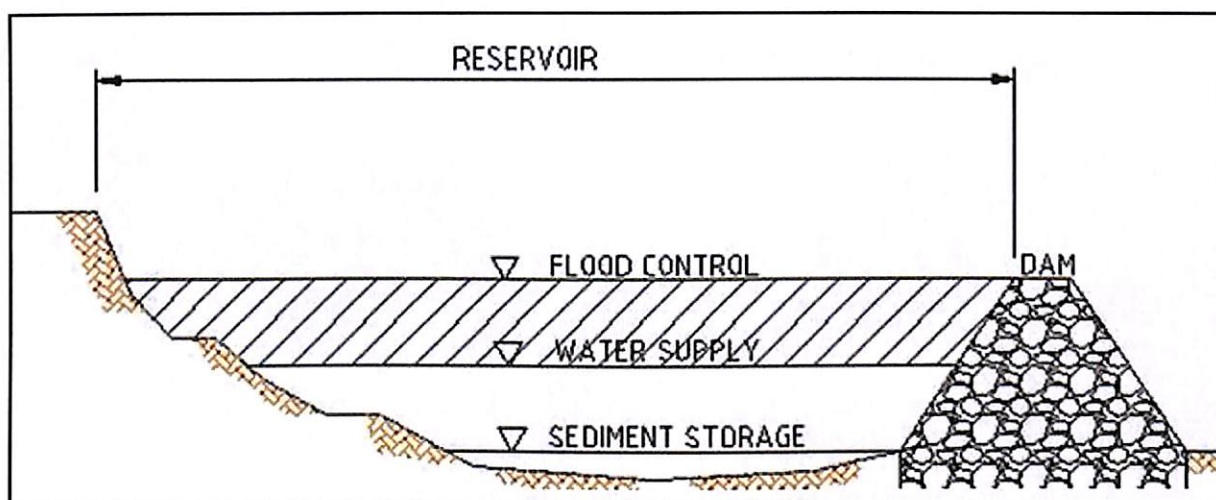 RESERVOIR
FLOOD CONTROL
DAM
WATER SUPPLY
SEDIMENT STORAGE